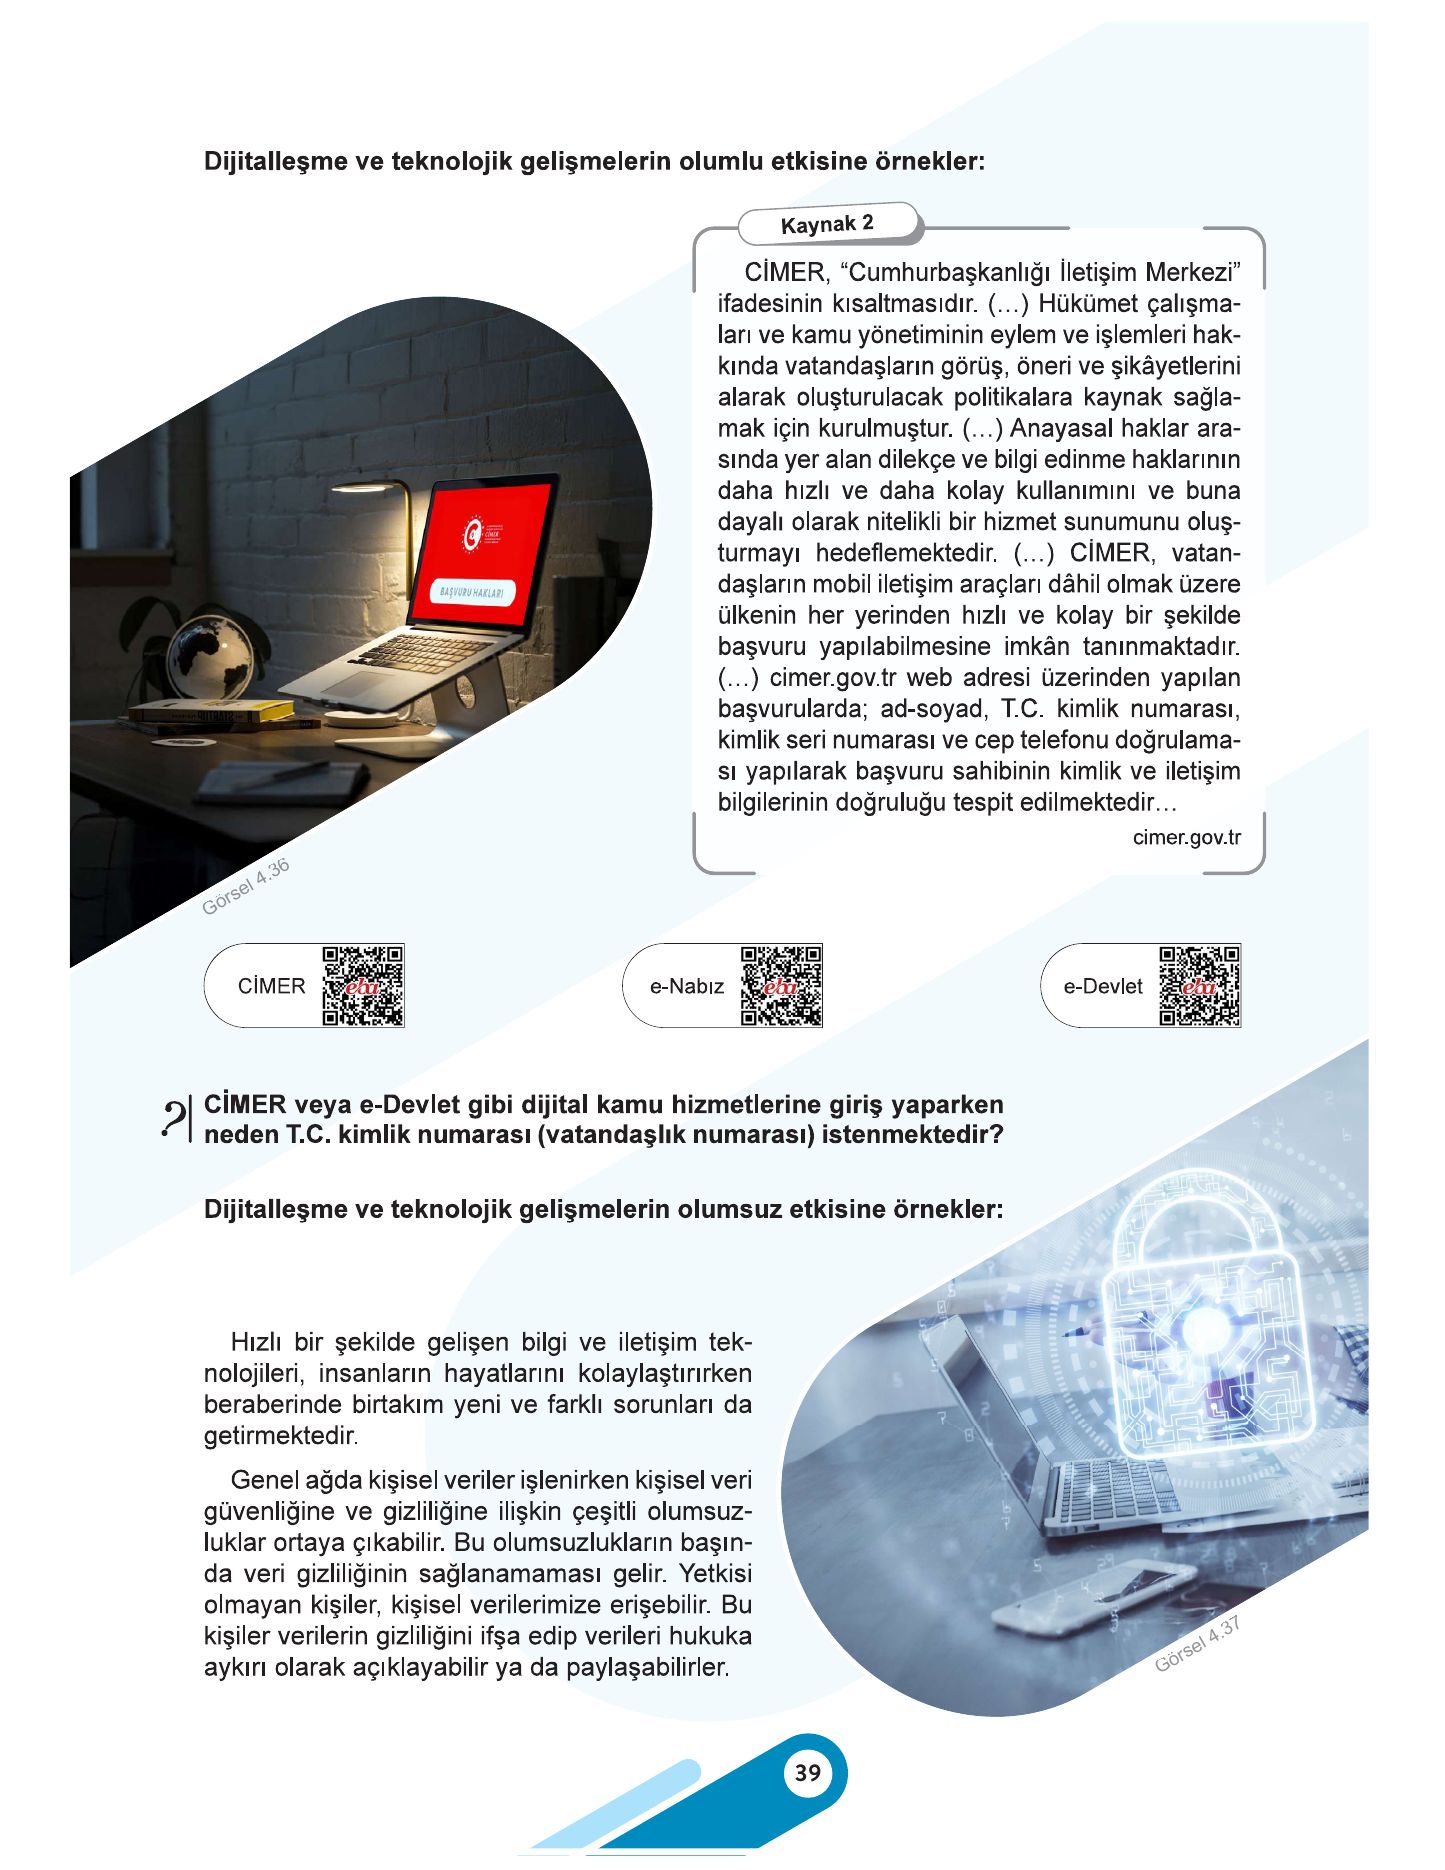 Dijitalleşme ve teknolojik gelişmelerin olumlu etkisine örnekler:
Kaynak 2
CİMER, “Cumhurbaşkanlığı İletişim Merkezi”
ifadesinin kısaltmasıdır. (…) Hükümet çalışma-
ları ve kamu yönetiminin eylem ve işlemleri hak-
kında vatandaşların görüş, öneri ve şikâyetlerini
alarak oluşturulacak politikalara kaynak sağla-
mak için kurulmuştur. (…) Anayasal haklar ara-
sında yer alan dilekçe ve bilgi edinme haklarının
daha hızlı ve daha kolay kullanımını ve buna
dayalı olarak nitelikli bir hizmet sunumunu oluş-
turmayı hedeflemektedir. (…) CİMER, vatan-
daşların mobil iletişim araçları dâhil olmak üzere
ülkenin her yerinden hızlı ve kolay bir şekilde
başvuru yapılabilmesine imkân tanınmaktadır.
(…) cimer.gov.tr web adresi üzerinden yapılan
başvurularda; ad-soyad, T.C. kimlik numarası,
kimlik seri numarası ve cep telefonu doğrulama-
sı yapılarak başvuru sahibinin kimlik ve iletişim
bilgilerinin doğruluğu tespit edilmektedir…
cimer.gov.tr
CİMER
BAŞVURU HAKLARI
Görsel 4.36
CİMER
eba
e-Nabız
eba
e-Devlet
eba
?
CİMER veya e-Devlet gibi dijital kamu hizmetlerine giriş yaparken
neden T.C. kimlik numarası (vatandaşlık numarası) istenmektedir?
Dijitalleşme ve teknolojik gelişmelerin olumsuz etkisine örnekler:
Hızlı bir şekilde gelişen bilgi ve iletişim tek-
nolojileri, insanların hayatlarını kolaylaştırırken
beraberinde birtakım yeni ve farklı sorunları da
getirmektedir.
Genel ağda kişisel veriler işlenirken kişisel veri
güvenliğine ve gizliliğine ilişkin çeşitli olumsuz-
luklar ortaya çıkabilir. Bu olumsuzlukların başın-
da veri gizliliğinin sağlanamaması gelir. Yetkisi
olmayan kişiler, kişisel verilerimize erişebilir. Bu
kişiler verilerin gizliliğini ifşa edip verileri hukuka
aykırı olarak açıklayabilir ya da paylaşabilirler.
Görsel 4.37
39